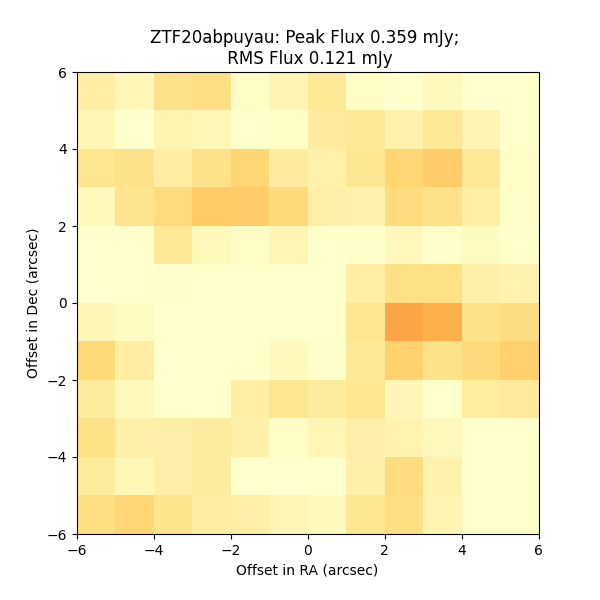 ZTF20abpuyau: Peak Flux 0.359 mJy;
RMS Flux 0.121 mJy
6
4
2
0
−2
−4
−6
Offset in Dec (arcsec)
−6 −4 −2 0 2 4 6
Offset in RA (arcsec)